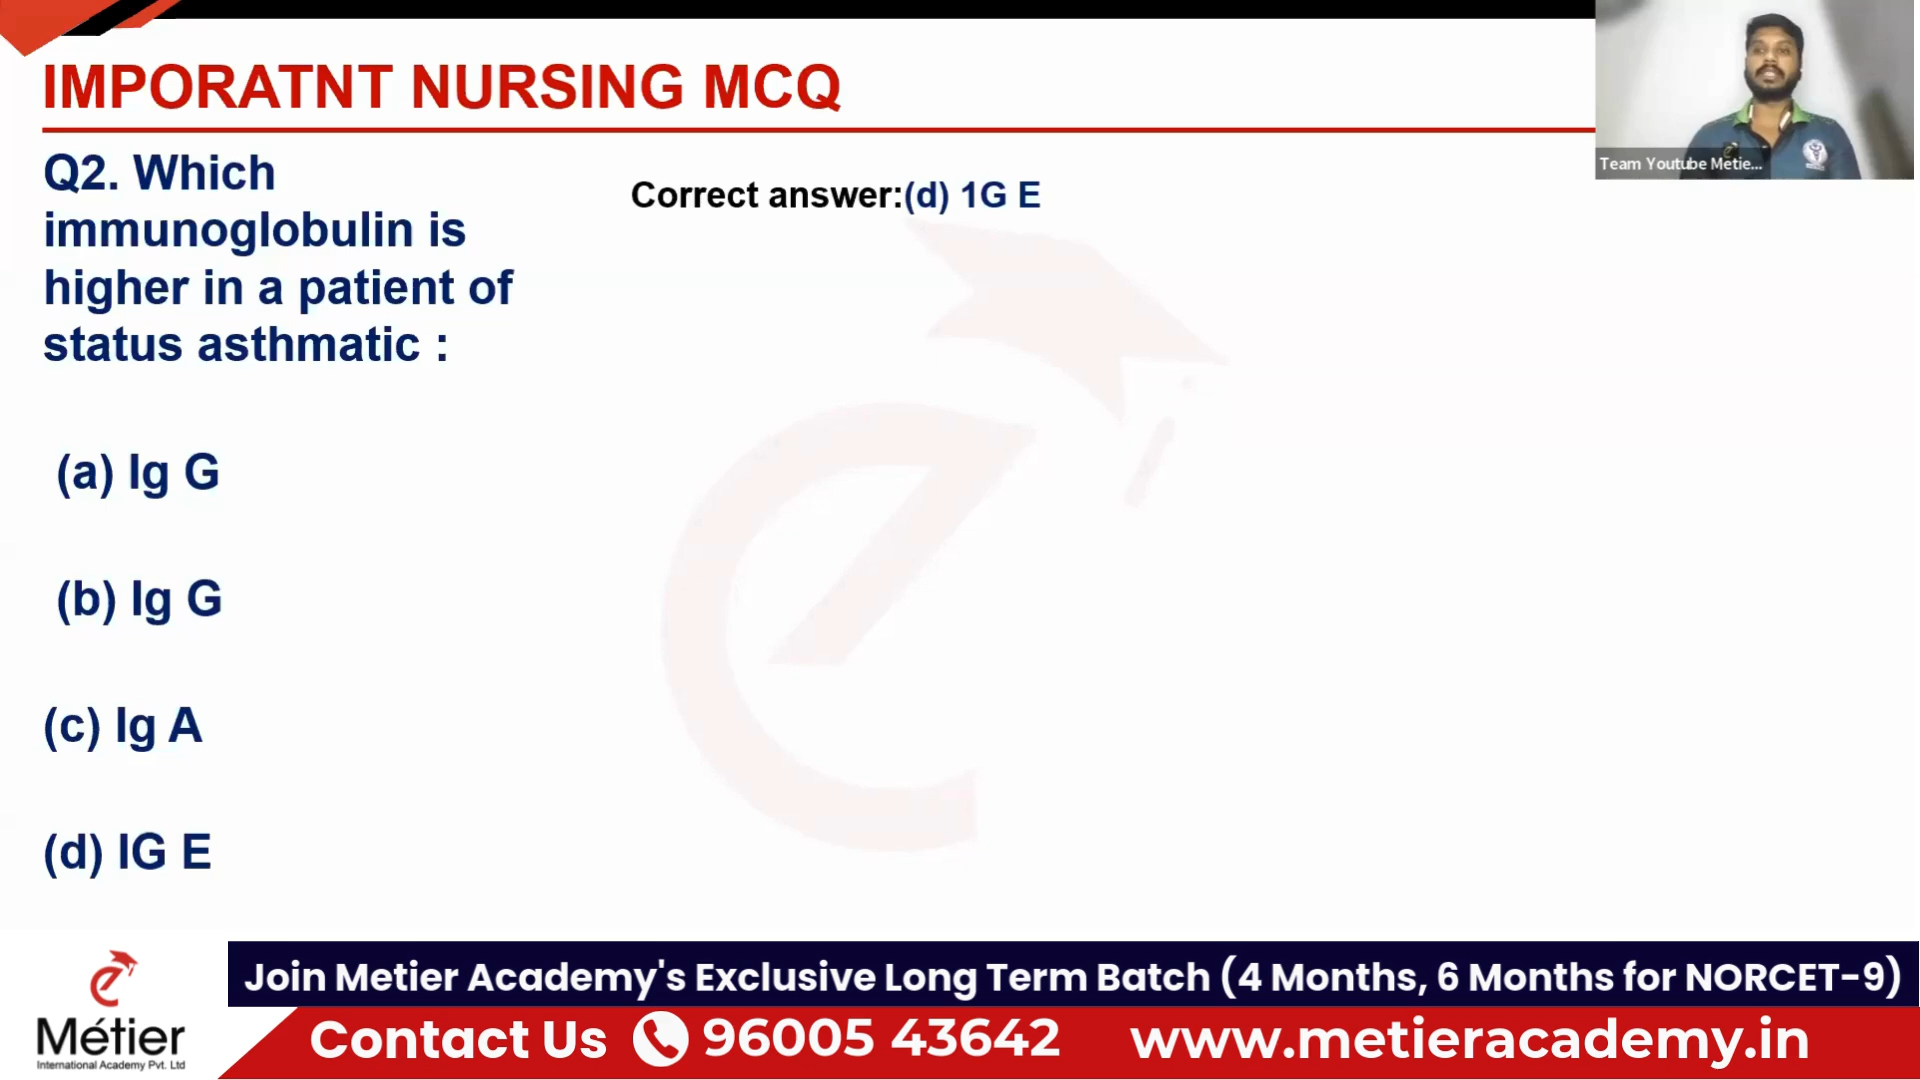 IMPORATNT NURSING MCQ
Team Youtube Metie...
Q2. Which
immunoglobulin is
higher in a patient of
status asthmatic :
Correct answer:(d) 1G E
(a) Ig G
(b) Ig G
(c) Ig A
(d) IG E
Métier
International Academy Pvt. Ltd
Join Metier Academy's Exclusive Long Term Batch (4 Months, 6 Months for NORCET-9)
Contact Us 96005 43642 www.metieracademy.in